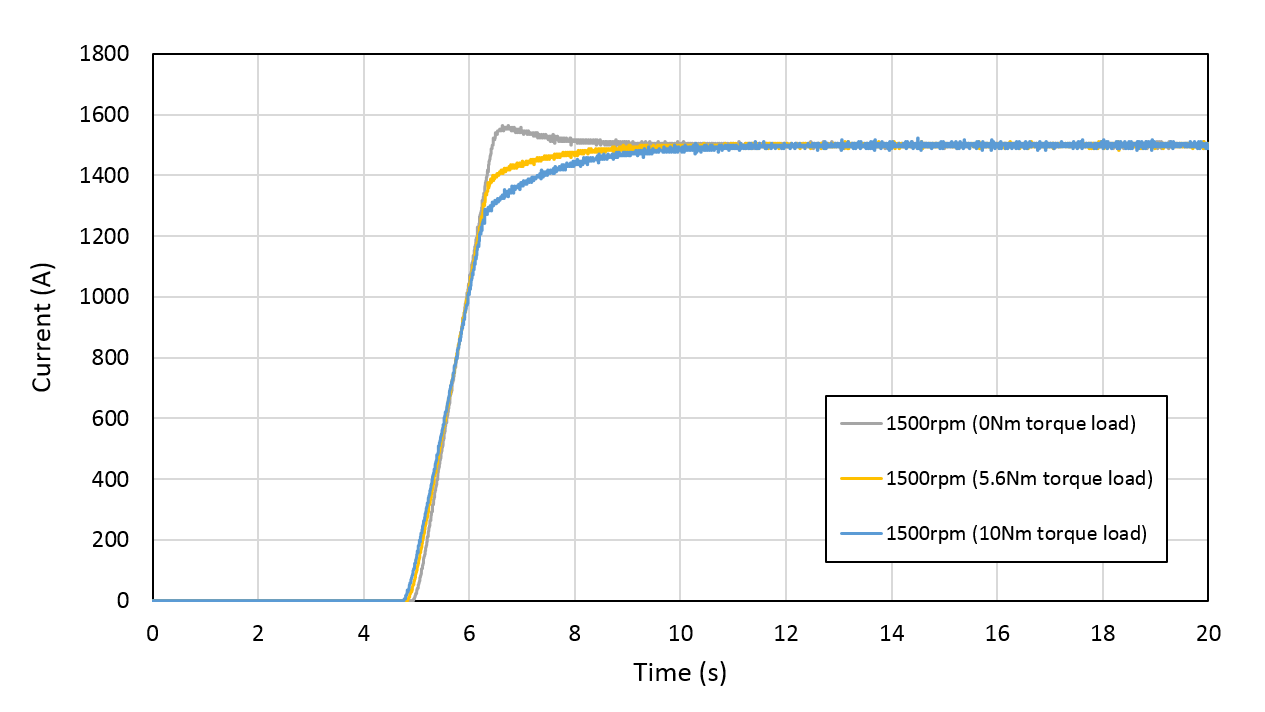 1800
1600
1400
1200
1000
800
600
400
200
0
Current (A)
0 2 4 6 8 10 12 14 16 18 20
Time (s)
1500rpm (0Nm torque load)
1500rpm (5.6Nm torque load)
1500rpm (10Nm torque load)